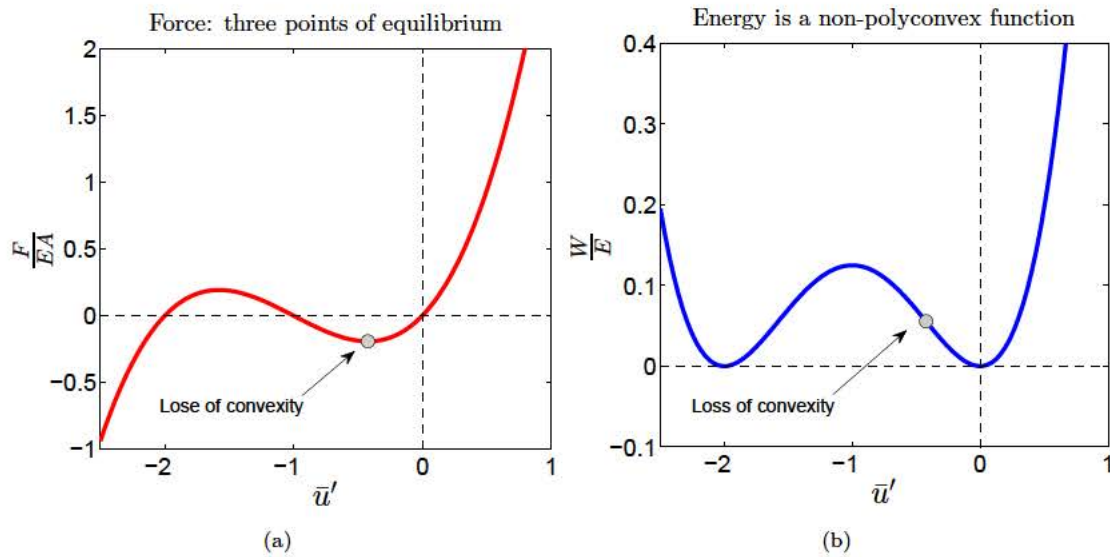 Force: three points of equilibrium
2
1.5
1
0.5
0
−0.5
−1
F/EA
Lose of convexity
−2
−1
0
1
ū′
(a)
Energy is a non-polyconvex function
0.4
0.3
0.2
0.1
0
−0.1
W/E
Loss of convexity
−2
−1
0
1
ū′
(b)